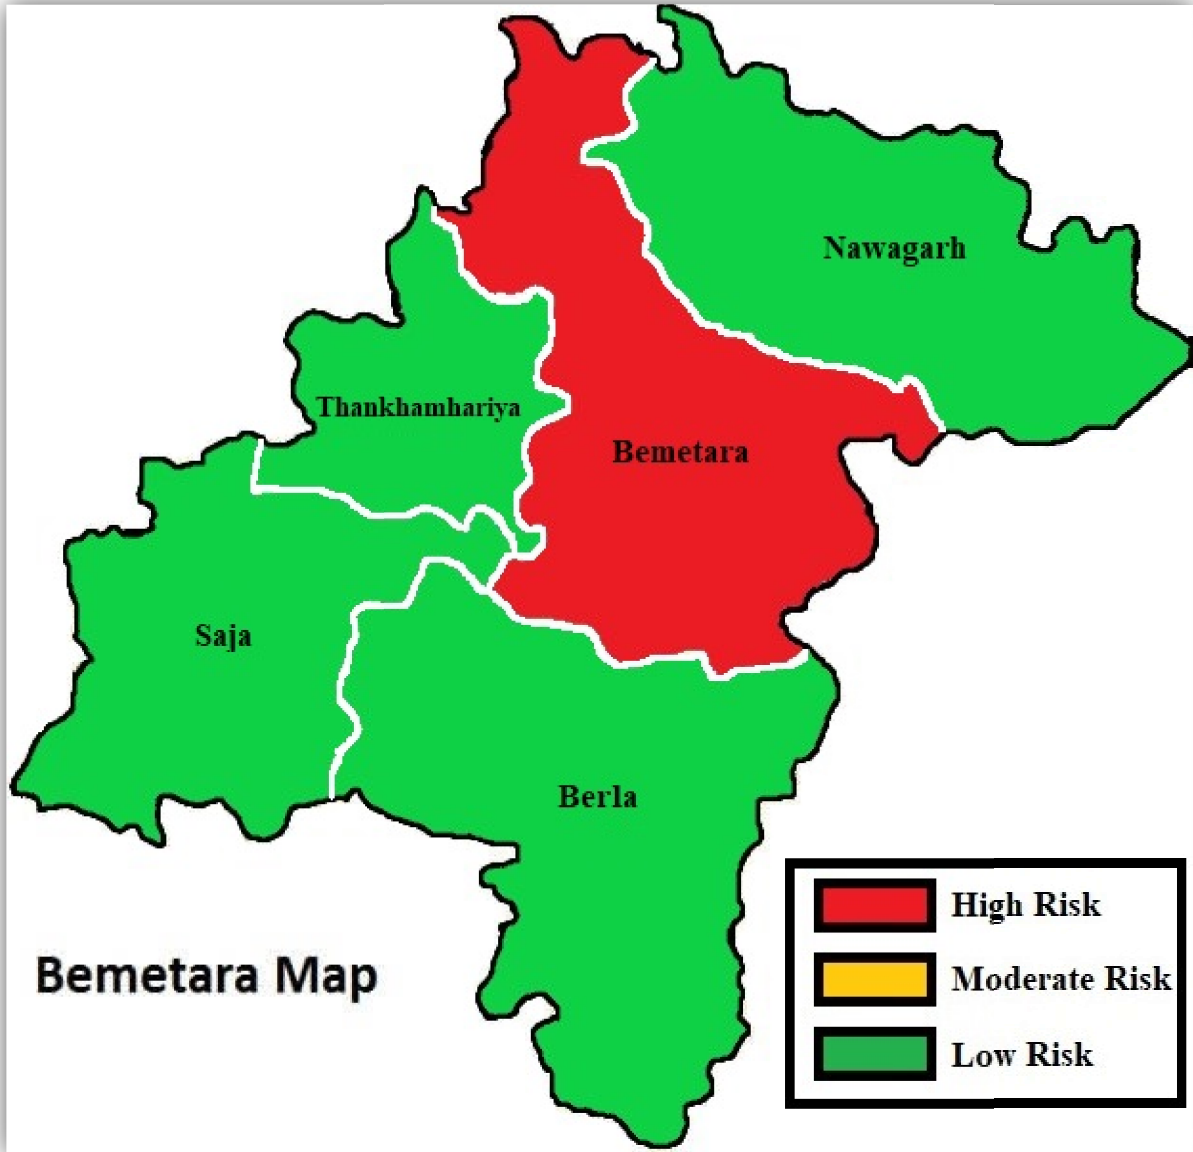 Nawagarh
Thankhamhariya
Bemetara
Saja
Berla
High Risk
Bemetara Map
Moderate Risk
Low Risk